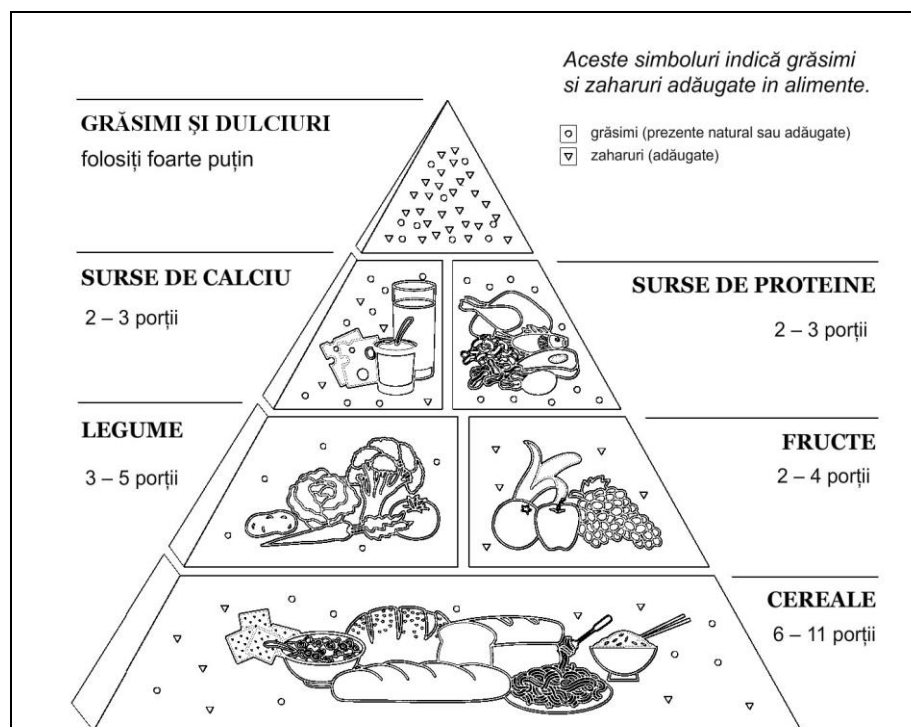 Aceste simboluri indică grăsimi
si zaharuri adăugate in alimente.
grăsimi (prezente natural sau adăugate)
zaharuri (adăugate)
GRĂSIMI ȘI DULCIURI
folosiți foarte puțin
SURSE DE CALCIU
2 – 3 porții
SURSE DE PROTEINE
2 – 3 porții
LEGUME
3 – 5 porții
FRUCTE
2 – 4 porții
CEREALE
6 – 11 porții